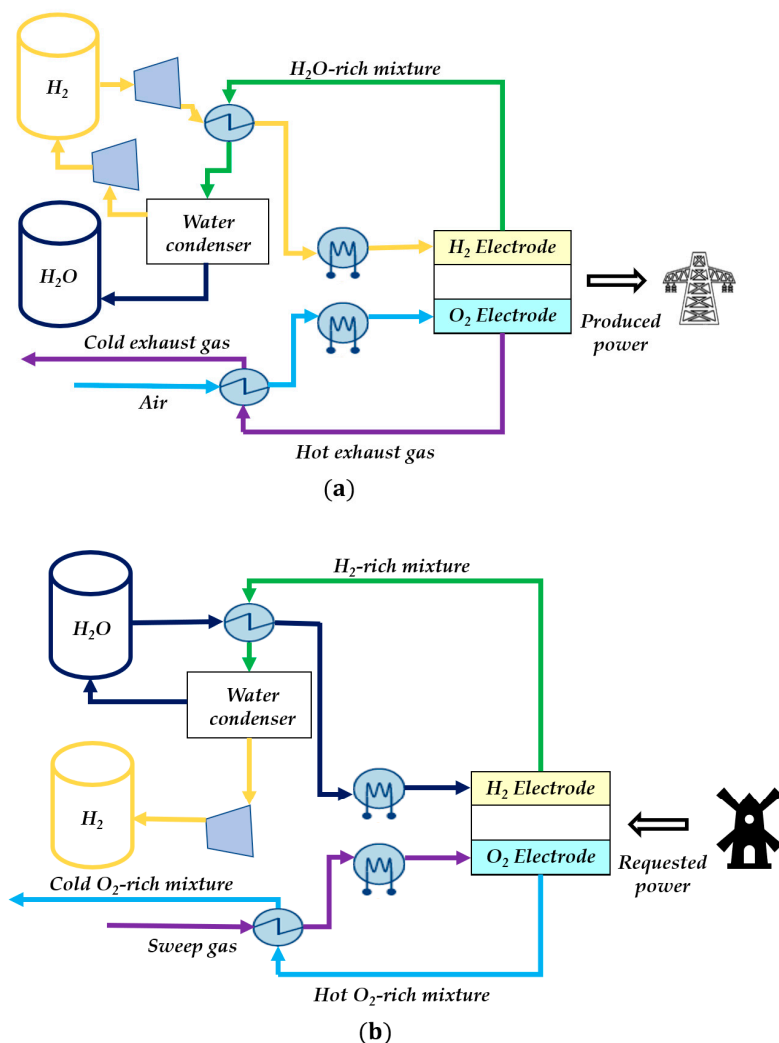 H2O-rich mixture
H2
Water
condenser
H2O
H2 Electrode
O2 Electrode
Produced
power
Cold exhaust gas
Air
Hot exhaust gas
(a)
H2-rich mixture
H2O
Water
condenser
H2
H2 Electrode
O2 Electrode
Requested
power
Cold O2-rich mixture
Sweep gas
Hot O2-rich mixture
(b)